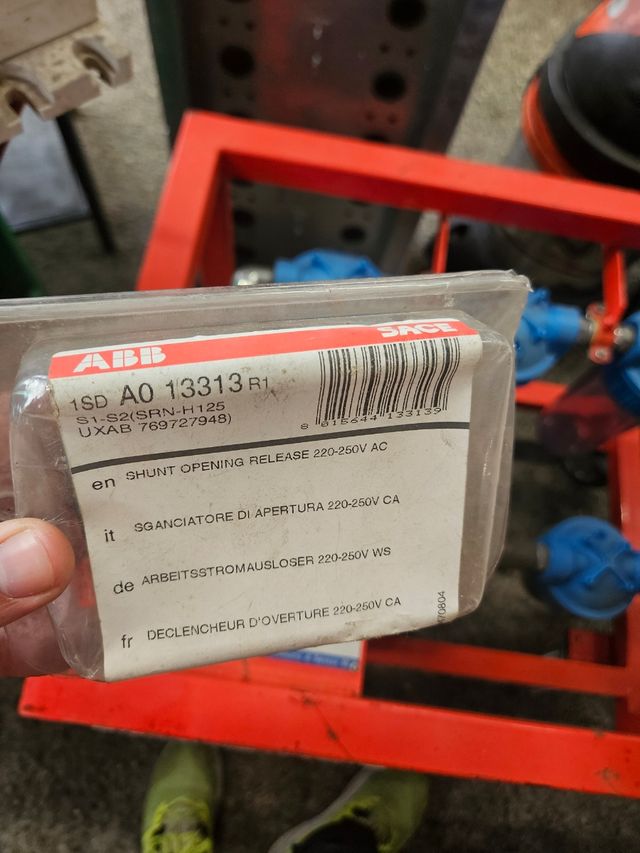 ABB SACE
1SD A0 13313 R1
S1-S2(SRN-H125
UXAB 769727948)
8 015644 133139
en SHUNT OPENING RELEASE 220-250V AC
it SGANCIATORE DI APERTURA 220-250V CA
de ARBEITSSTROMAUSLOSER 220-250V WS
fr DECLENCHEUR D'OVERTURE 220-250V CA